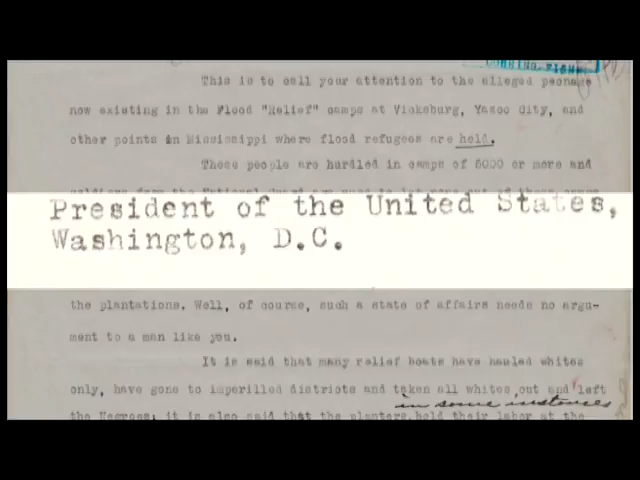 This is to call your attention to the alleged peonage
now existing in the Flood "Relief" camps at Vicksburg, Yazoo City, and
other points in Mississippi where flood refugees are held.
These people are hurdled in camps of 5000 or more and
President of the United States,
Washington, D.C.
the plantations. Well, of course, such a state of affairs needs no argu-
ment to a man like you.
It is said that many relief boats have hauled whites
only, have gone to imperilled districts and taken all whites out and left
in some instances
the Negroes; it is also said that the planters hold their labor at the